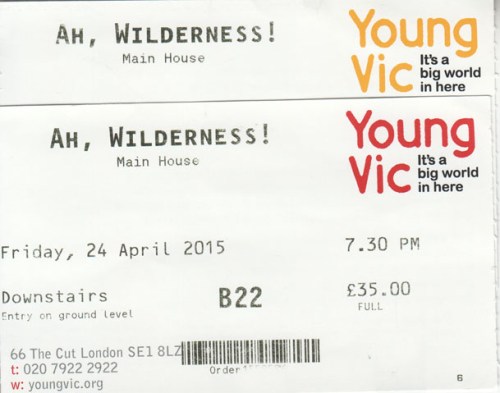 AH, WILDERNESS!
Main House
Young
Vic
It's a
big world
in here
AH, WILDERNESS!
Main House
Young
Vic
It's a
big world
in here
Friday, 24 April 2015
7.30 PM
Downstairs
B22
£35.00
Entry on ground level
FULL
66 The Cut London SE1 8LZ
t: 020 7922 2922
w: youngvic.org
Order
6